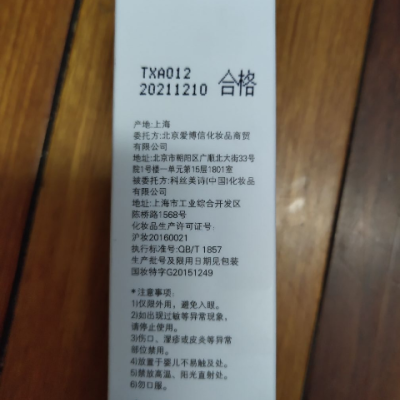 TXA012
20211210 合格
产地:上海
委托方:北京爱博信化妆品商贸
有限公司
地址:北京市朝阳区广顺北大街33号
院1号楼一单元第15层1801室
被委托方:科丝美诗(中国)化妆品
有限公司
地址:上海市工业综合开发区
陈桥路1568号
化妆品生产许可证号:
沪妆20160021
执行标准号:QB/T 1857
生产批号及限用日期见包装
国妆特字G20151249
*注意事项:
1)仅限外用，避免入眼。
2)如出现过敏等异常现象，
请停止使用。
3)伤口、湿疹或皮炎等异常
部位禁用。
4)放置于婴儿不易触及处。
5)禁放高温、阳光直射处。
6)勿口服。